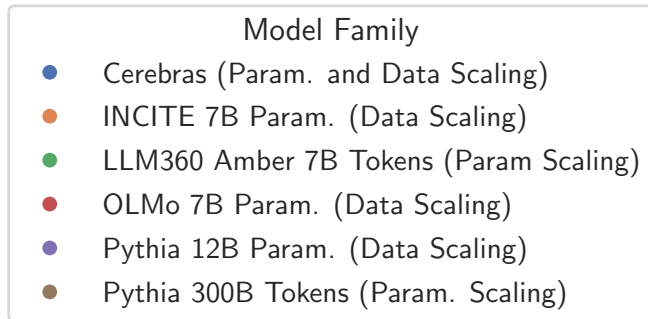 Model Family
Cerebras (Param. and Data Scaling)
INCITE 7B Param. (Data Scaling)
LLM360 Amber 7B Tokens (Param Scaling)
OLMo 7B Param. (Data Scaling)
Pythia 12B Param. (Data Scaling)
Pythia 300B Tokens (Param. Scaling)